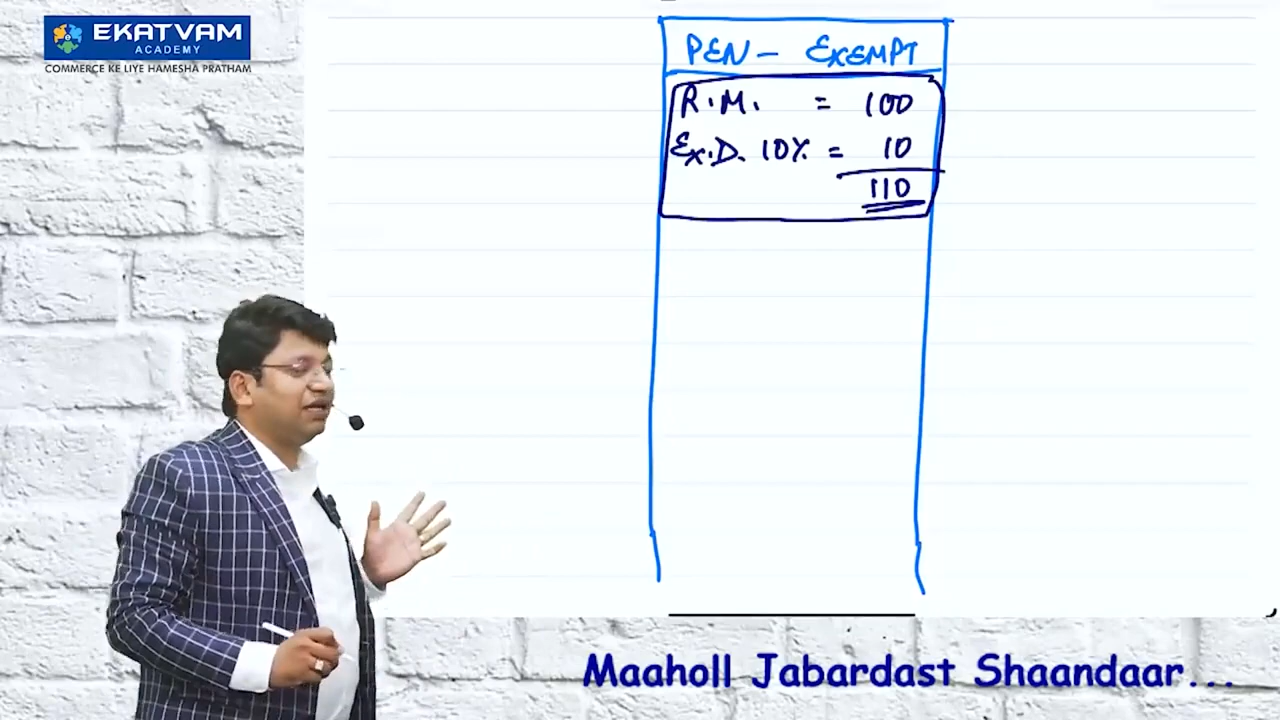 EKATVAM
ACADEMY
COMMERCE KE LIYE HAMESHA PRATHAM
PEN - EXEMPT
R.M. = 100
Ex.D. 10% = 10
110
Maaholl Jabardast Shaandaar...